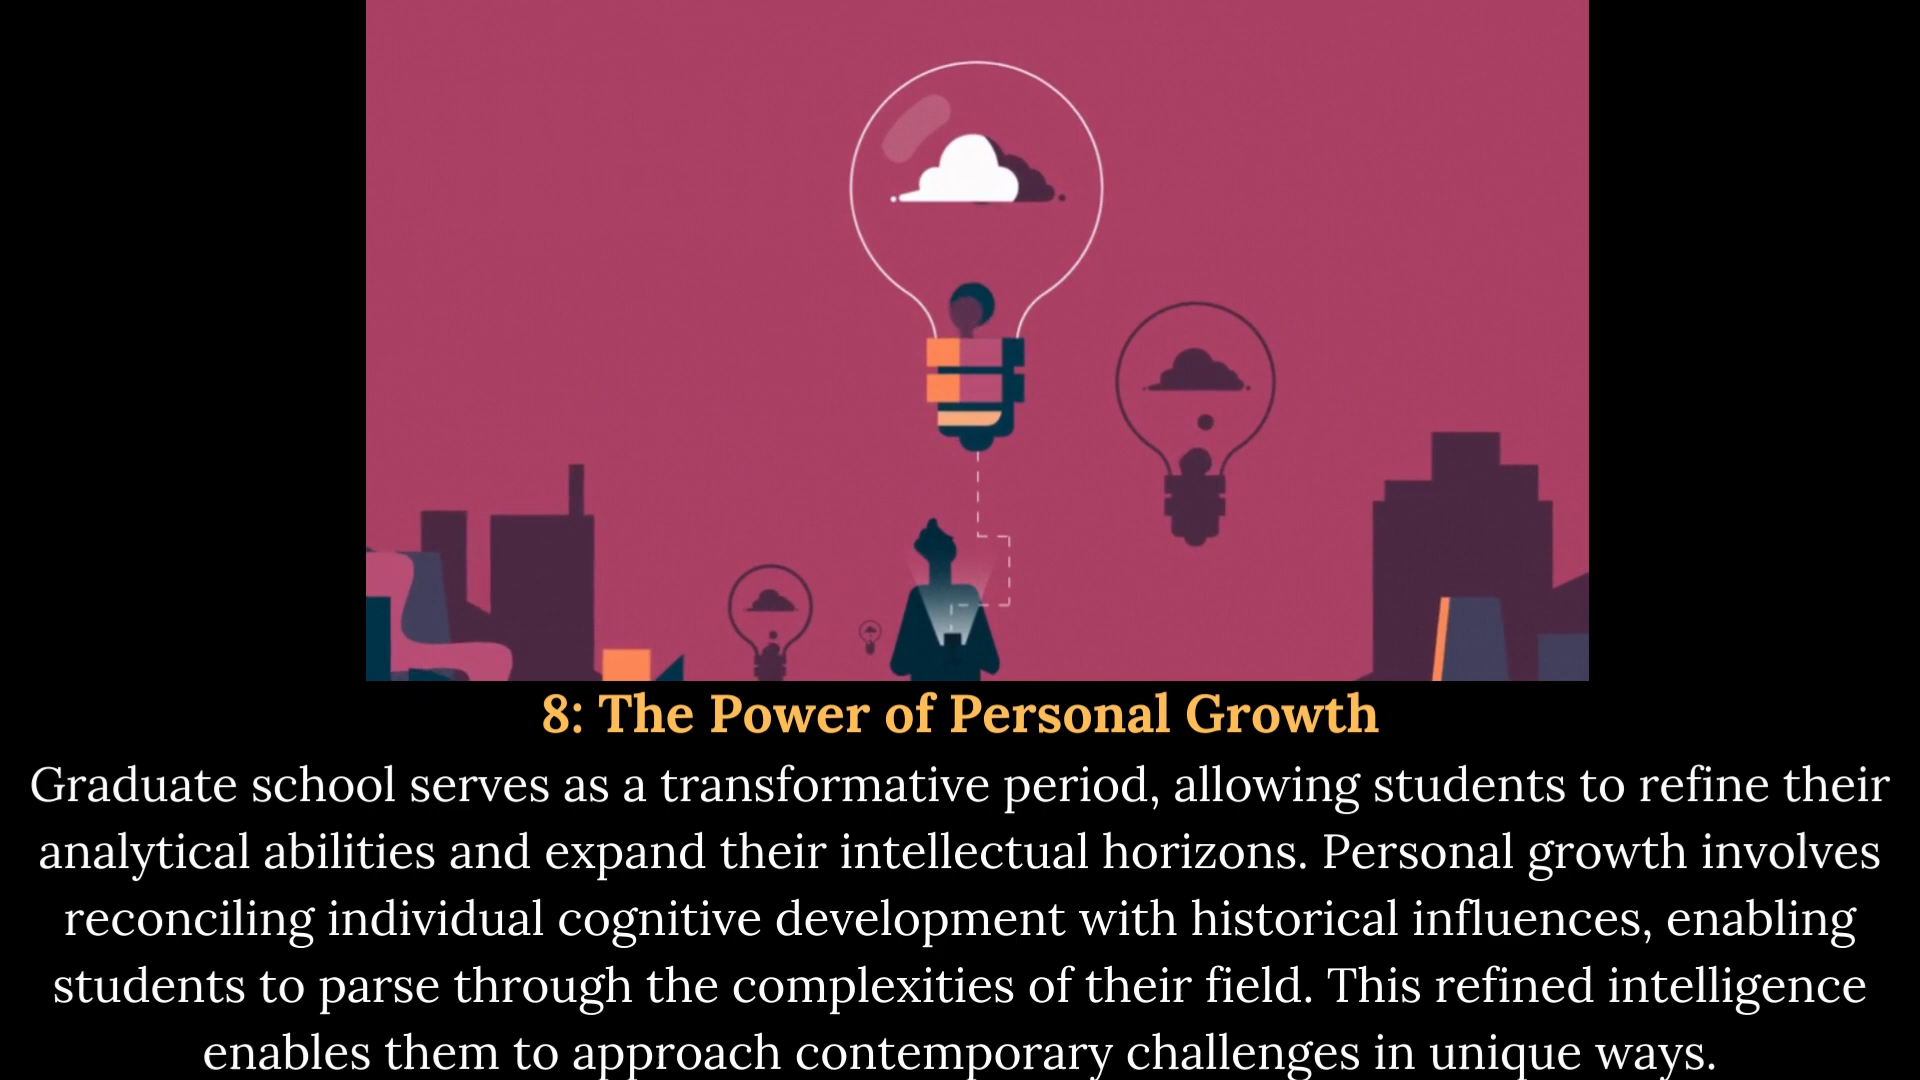 8: The Power of Personal Growth
Graduate school serves as a transformative period, allowing students to refine their
analytical abilities and expand their intellectual horizons. Personal growth involves
reconciling individual cognitive development with historical influences, enabling
students to parse through the complexities of their field. This refined intelligence
enables them to approach contemporary challenges in unique ways.